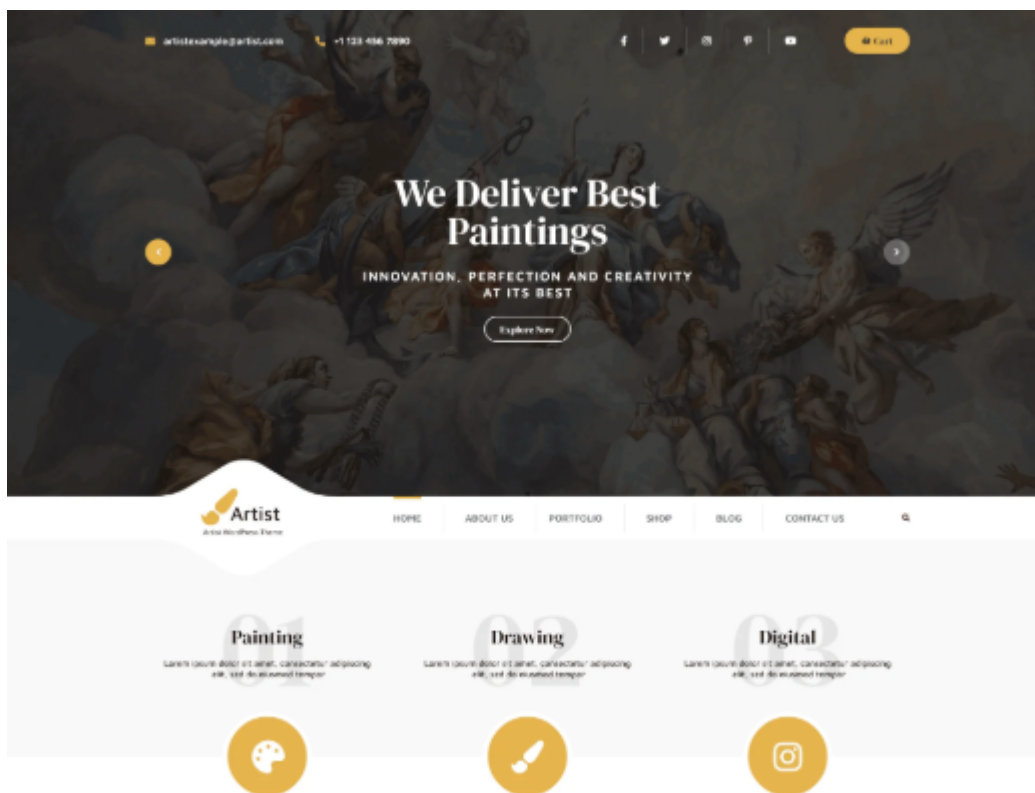 artistexample@artist.com +1 123 456 7890 Cart
We Deliver Best
Paintings
INNOVATION, PERFECTION AND CREATIVITY
AT ITS BEST
Explore Now
Artist
Artist WordPress Theme
HOME ABOUT US PORTFOLIO SHOP BLOG CONTACT US
01 02 03
Painting Drawing Digital
Lorem ipsum dolor sit amet, consectetur adipiscing Lorem ipsum dolor sit amet, consectetur adipiscing Lorem ipsum dolor sit amet, consectetur adipiscing
elit, sed do eiusmod tempor elit, sed do eiusmod tempor elit, sed do eiusmod tempor